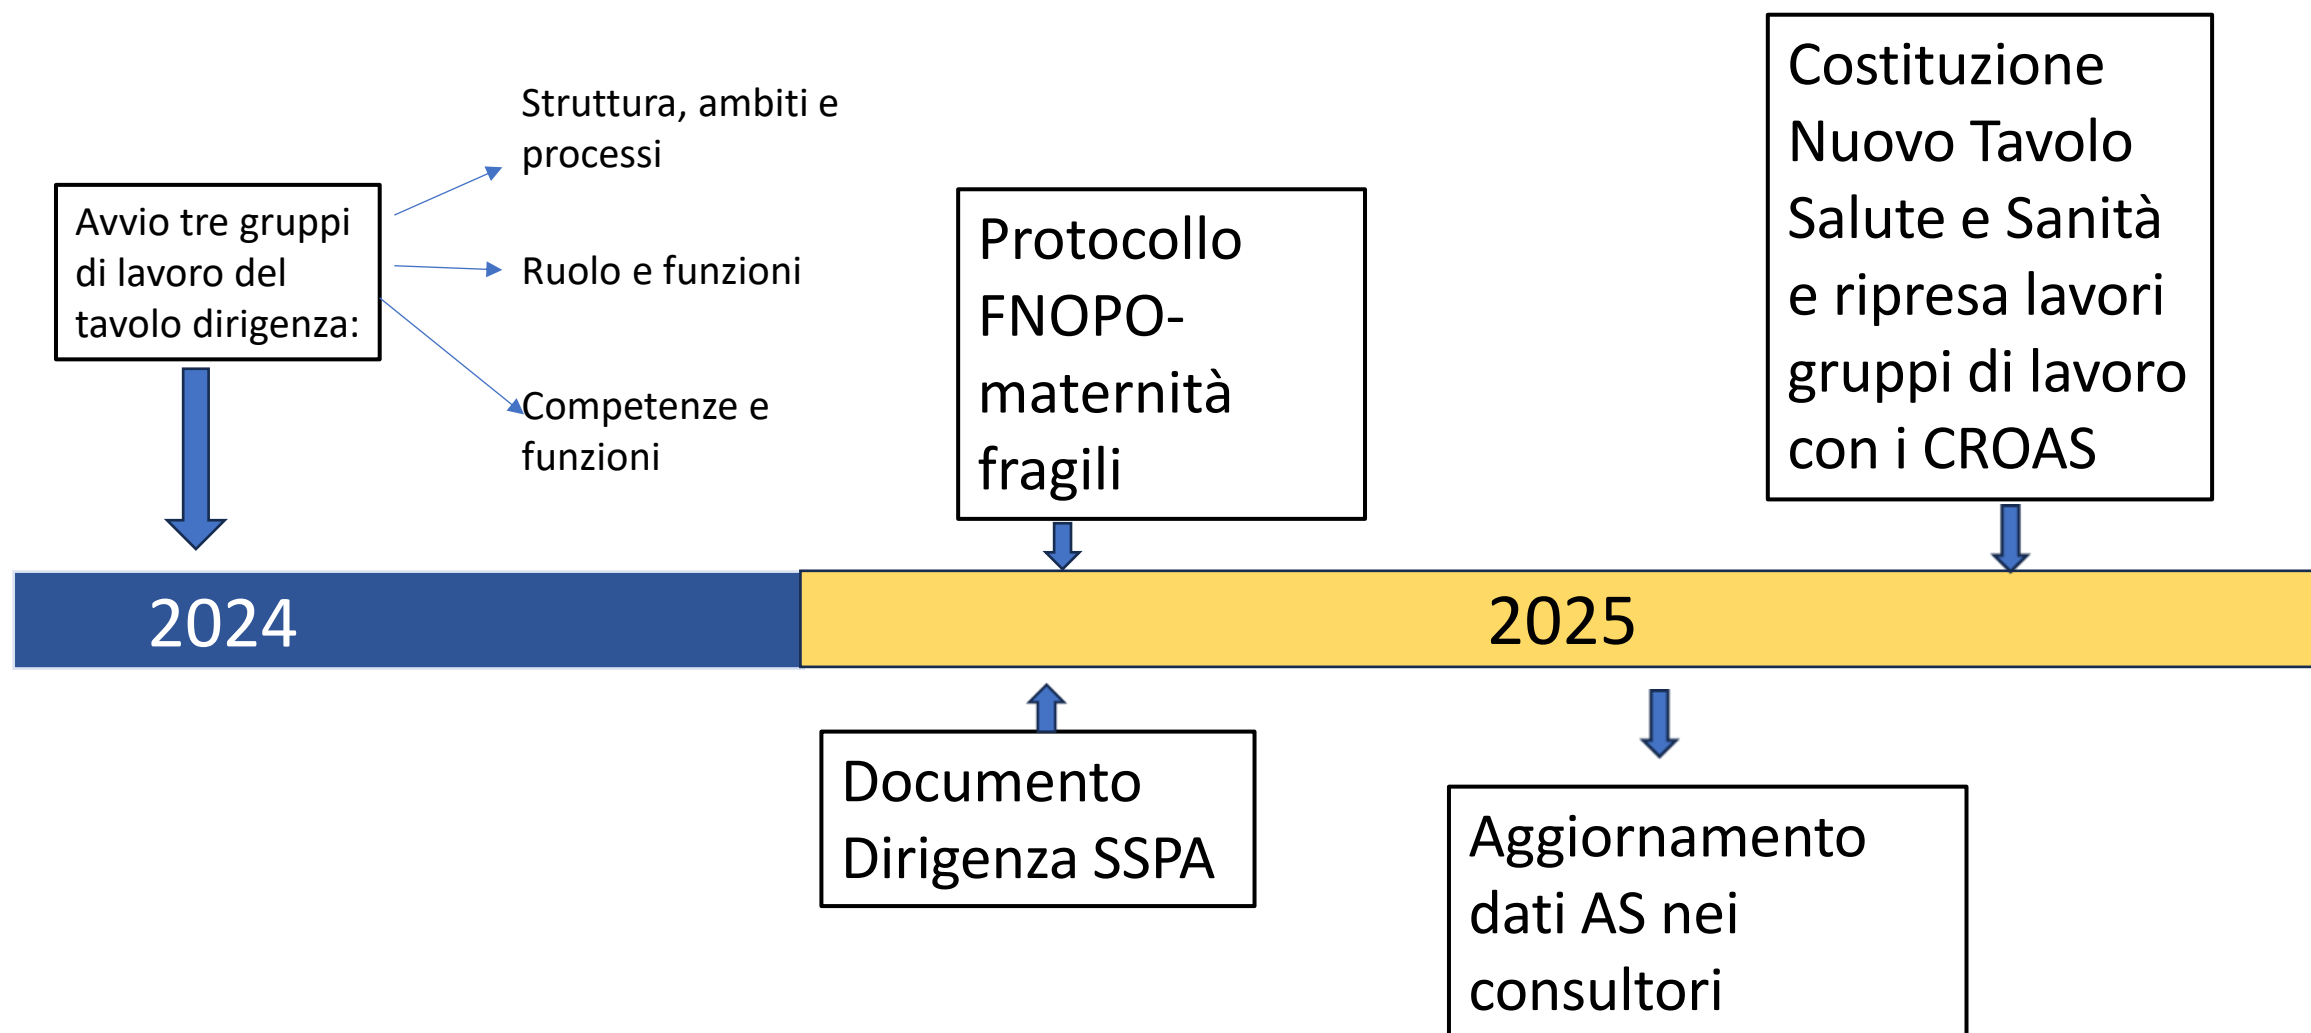 Avvio tre gruppi
di lavoro del
tavolo dirigenza:
Struttura, ambiti e
processi
Ruolo e funzioni
Competenze e
funzioni
Protocollo
FNOPO-
maternità
fragili
Costituzione
Nuovo Tavolo
Salute e Sanità
e ripresa lavori
gruppi di lavoro
con i CROAS
2024
2025
Documento
Dirigenza SSPA
Aggiornamento
dati AS nei
consultori